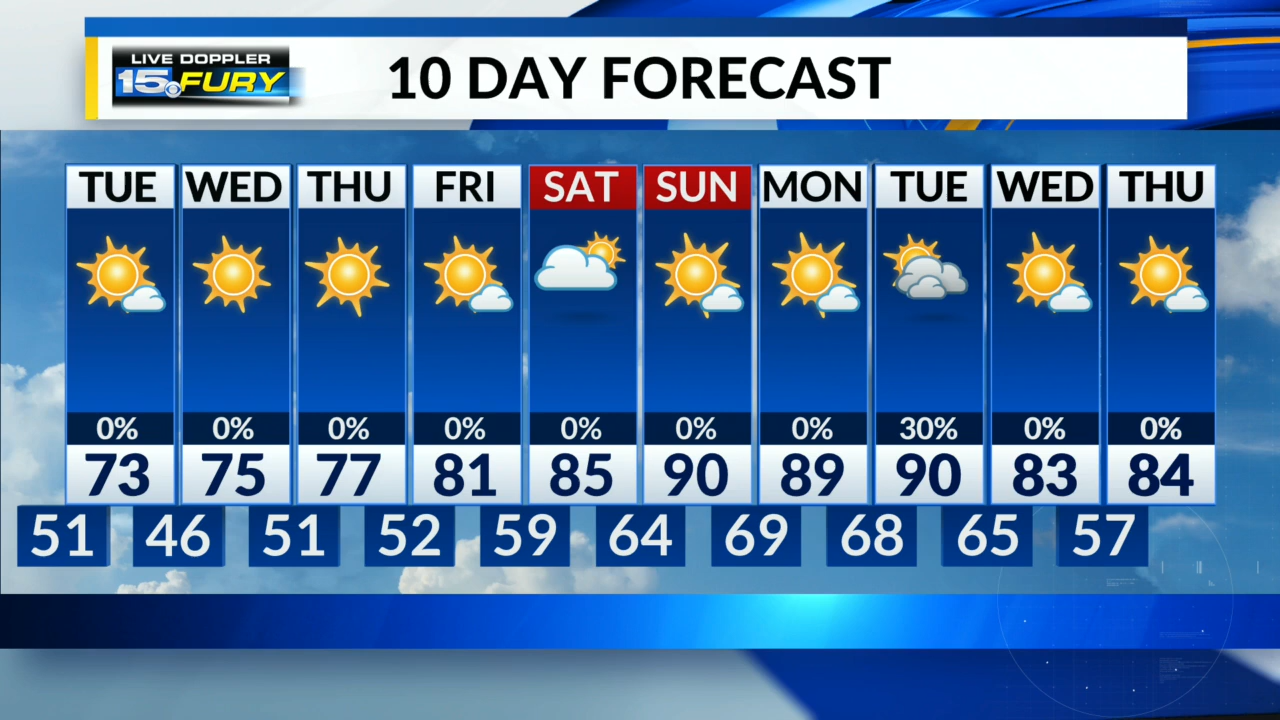 LIVE DOPPLER
15 FURY
10 DAY FORECAST
TUE WED THU FRI SAT SUN MON TUE WED THU
0% 0% 0% 0% 0% 0% 0% 30% 0% 0%
73 75 77 81 85 90 89 90 83 84
51 46 51 52 59 64 69 68 65 57